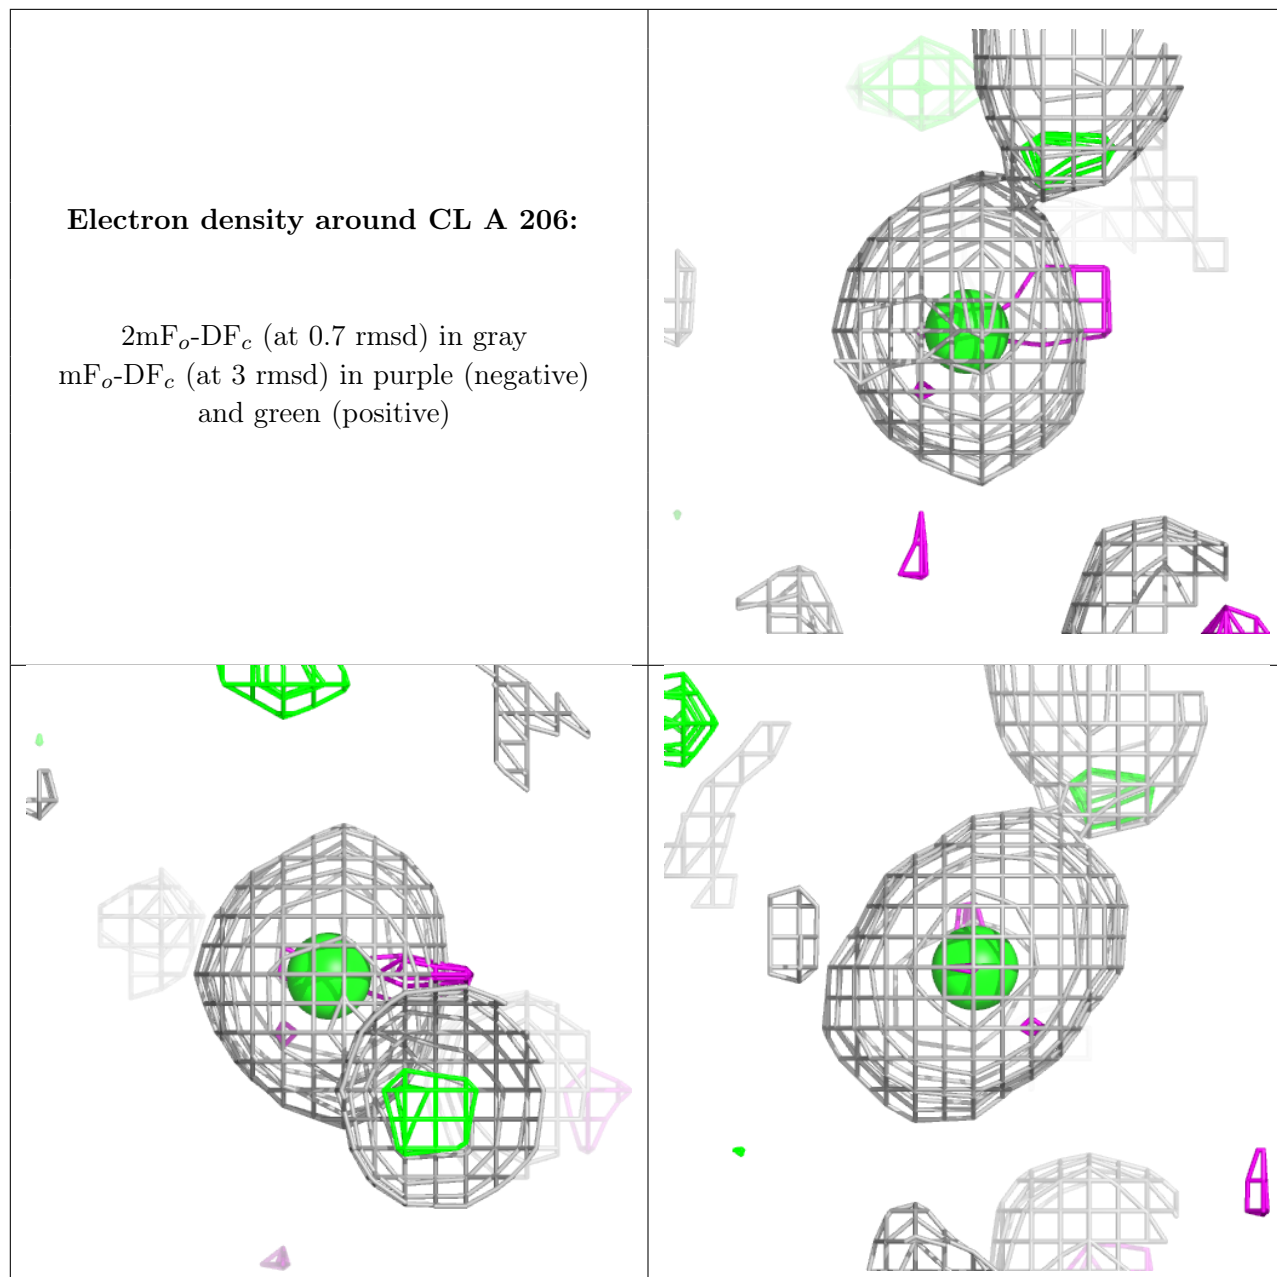 Electron density around CL A 206:
2mFo-DFc (at 0.7 rmsd) in gray
mFo-DFc (at 3 rmsd) in purple (negative)
and green (positive)